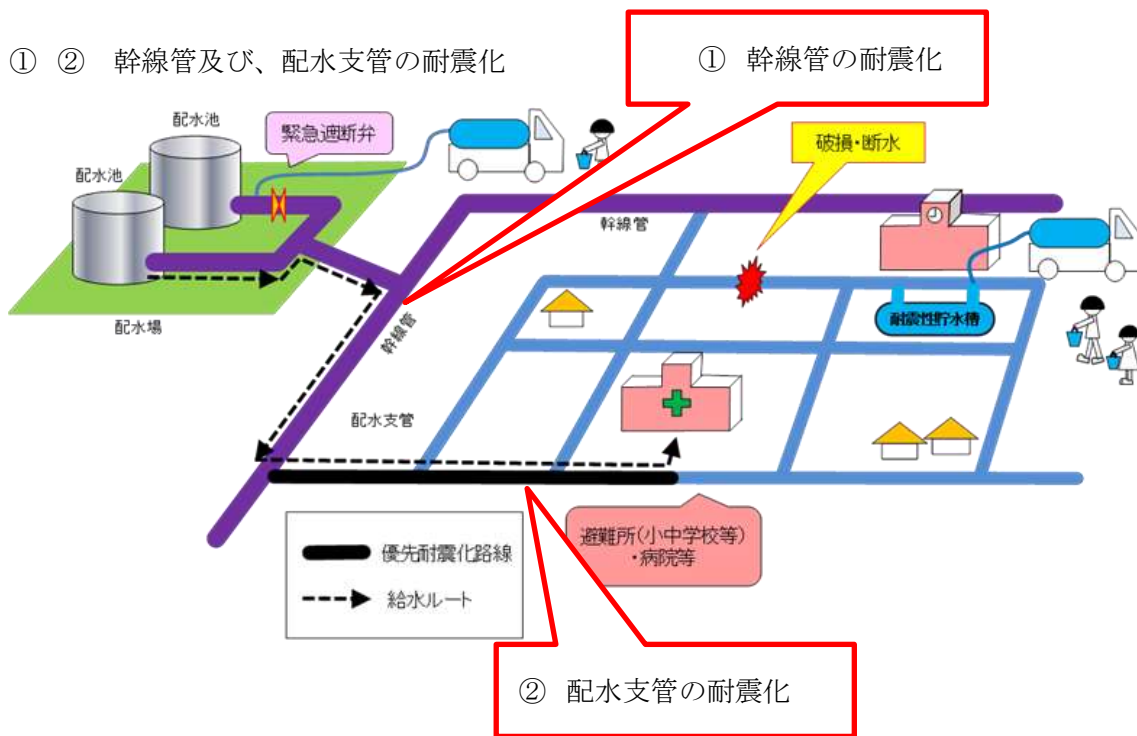 ① ② 幹線管及び、配水支管の耐震化
① 幹線管の耐震化
配水池
緊急遮断弁
破損・断水
配水池
幹線管
耐震性貯水槽
配水場
幹線管
配水支管
避難所(小中学校等)
・病院等
優先耐震化路線
給水ルート
② 配水支管の耐震化